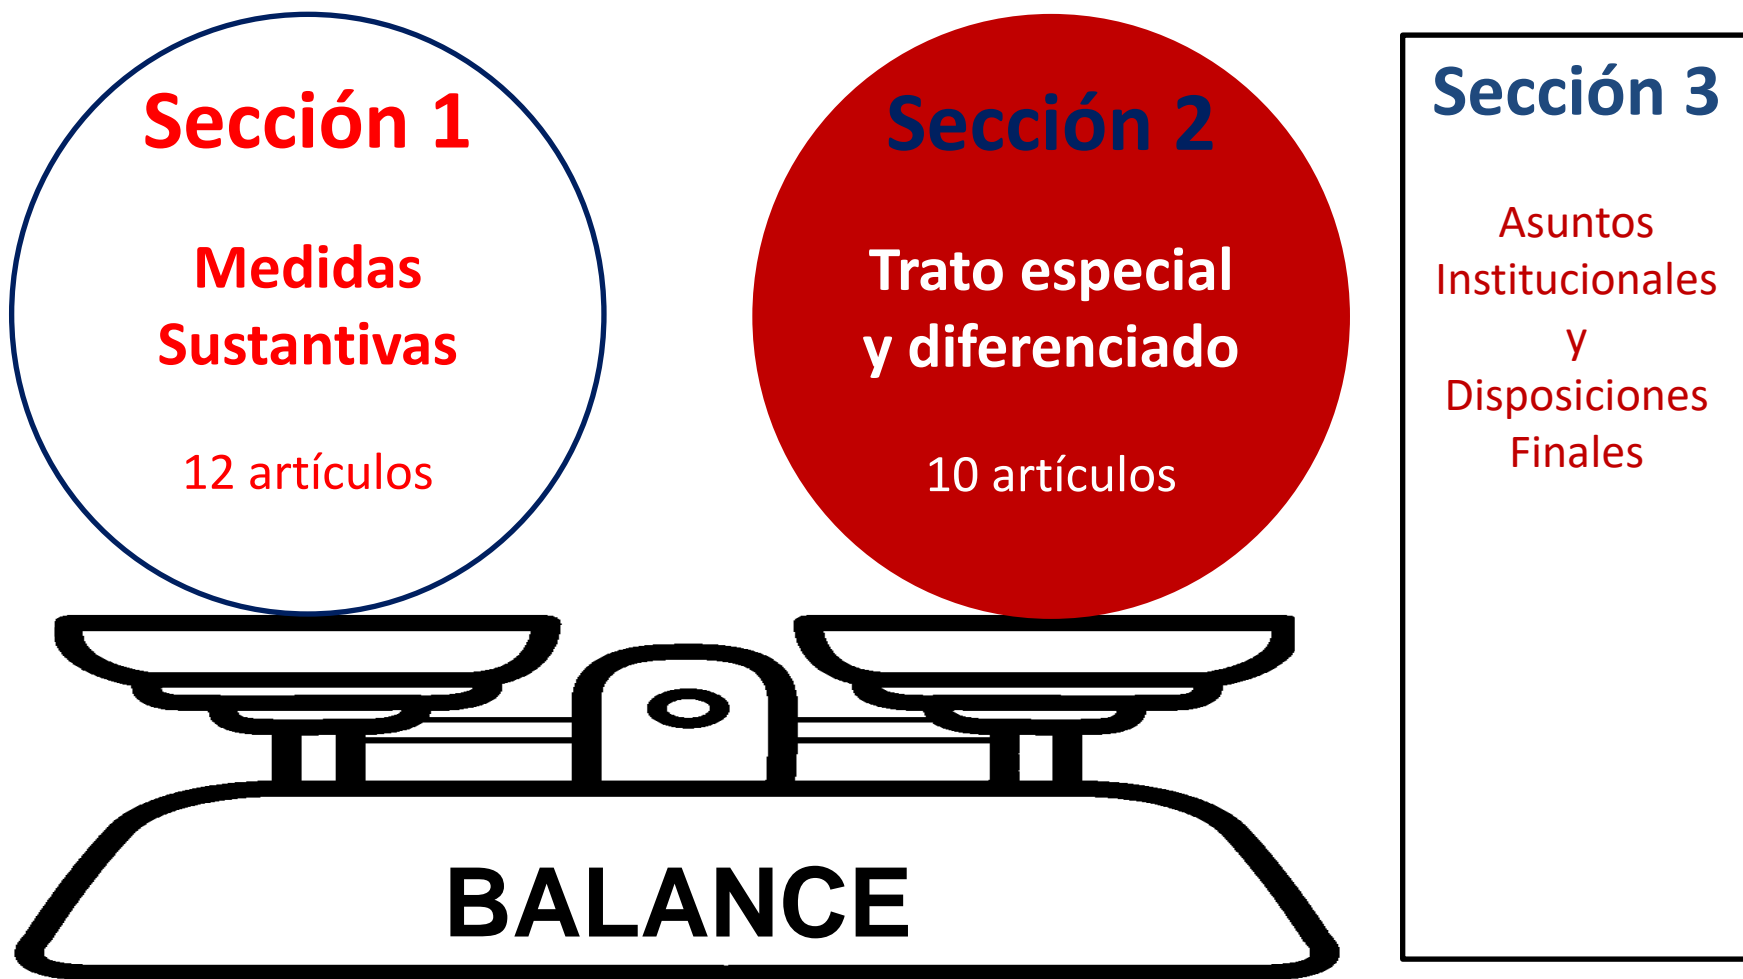 Sección 1
Medidas
Sustantivas
12 artículos
Sección 2
Trato especial
y diferenciado
10 artículos
Sección 3
Asuntos
Institucionales
y
Disposiciones
Finales
BALANCE